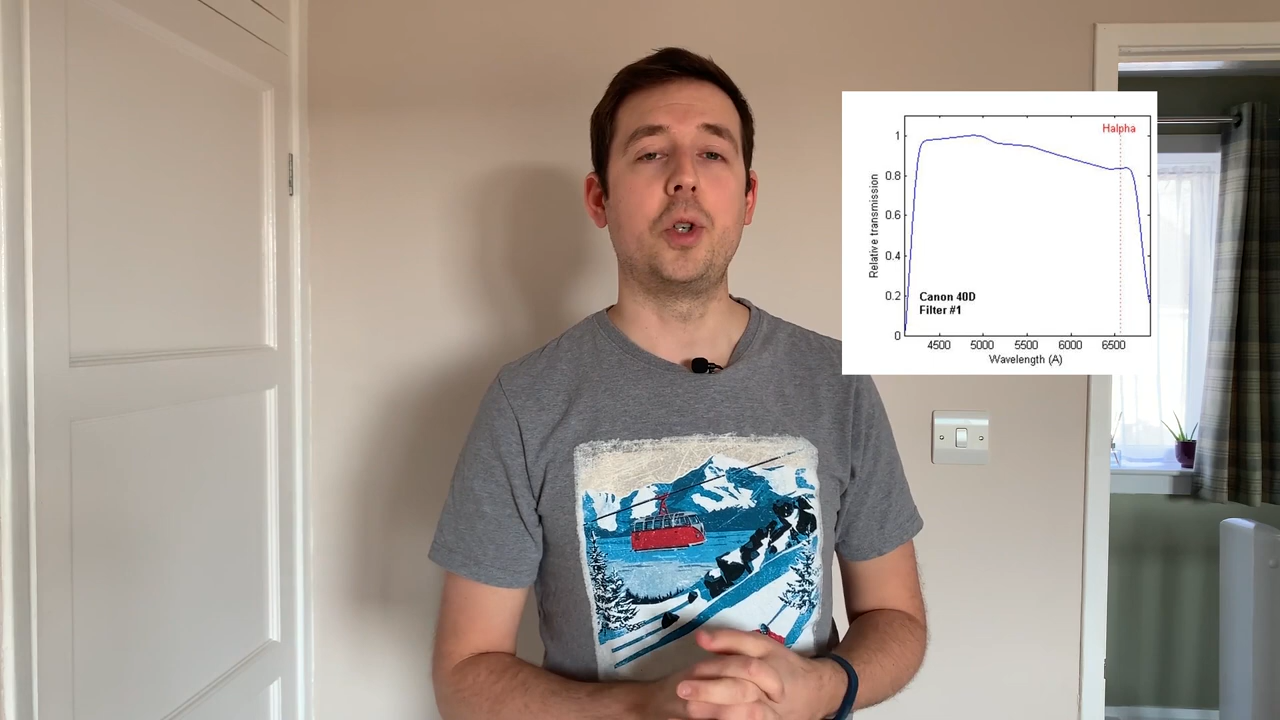 Halpha
1
0.8
0.6
0.4
0.2
0
Relative transmission
Canon 40D
Filter #1
4500 5000 5500 6000 6500
Wavelength (A)